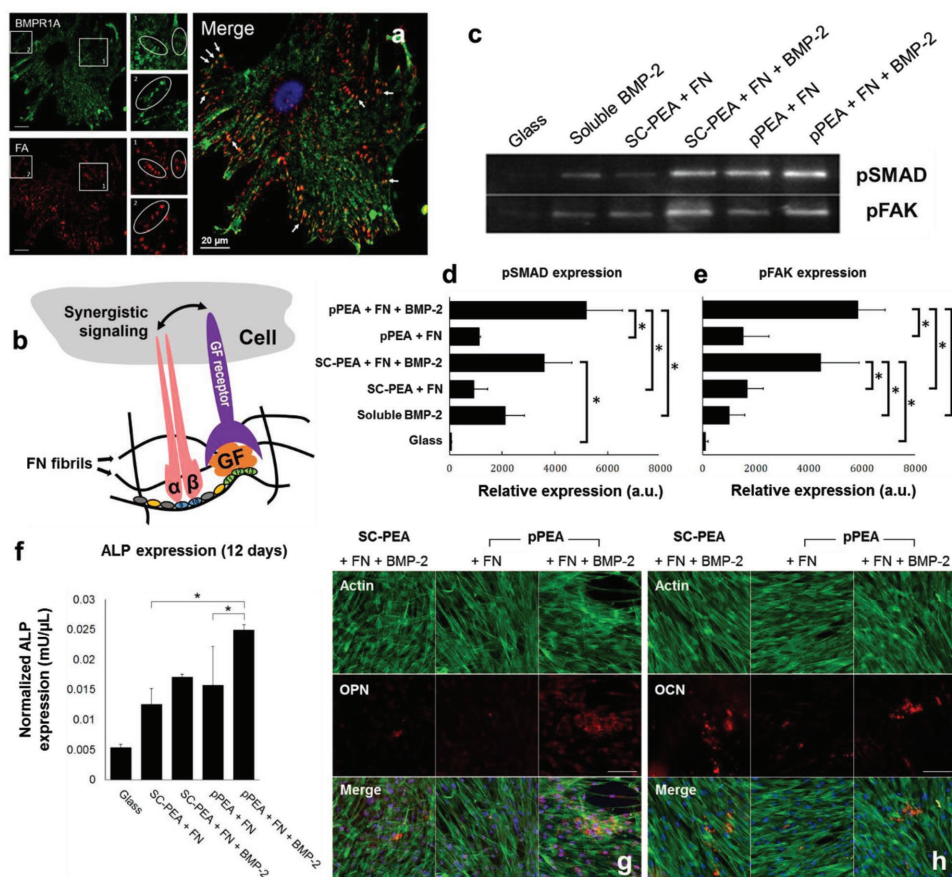 BMPR1A
2
1
1
2
FA
2
1
1
2
Merge
a
20 µm
c
Glass
Soluble BMP-2
SC-PEA + FN
SC-PEA + FN + BMP-2
pPEA + FN
pPEA + FN + BMP-2
pSMAD
pFAK
b
Synergistic
signaling
Cell
GF receptor
FN fibrils
α β
GF
d
pSMAD expression
pPEA + FN + BMP-2
pPEA + FN
SC-PEA + FN + BMP-2
SC-PEA + FN
Soluble BMP-2
Glass
* * * *
0 2000 4000 6000 8000
Relative expression (a.u.)
e
pFAK expression
* * * * * *
0 2000 4000 6000 8000
Relative expression (a.u.)
f
ALP expression (12 days)
Normalized ALP
expression (mU/µL)
0.03
0.025
0.02
0.015
0.01
0.005
0
* *
Glass
SC-PEA + FN
SC-PEA + FN + BMP-2
pPEA + FN
pPEA + FN + BMP-2
SC-PEA pPEA
+ FN + BMP-2 + FN + FN + BMP-2
Actin
OPN
Merge
g
SC-PEA pPEA
+ FN + BMP-2 + FN + FN + BMP-2
Actin
OCN
Merge
h